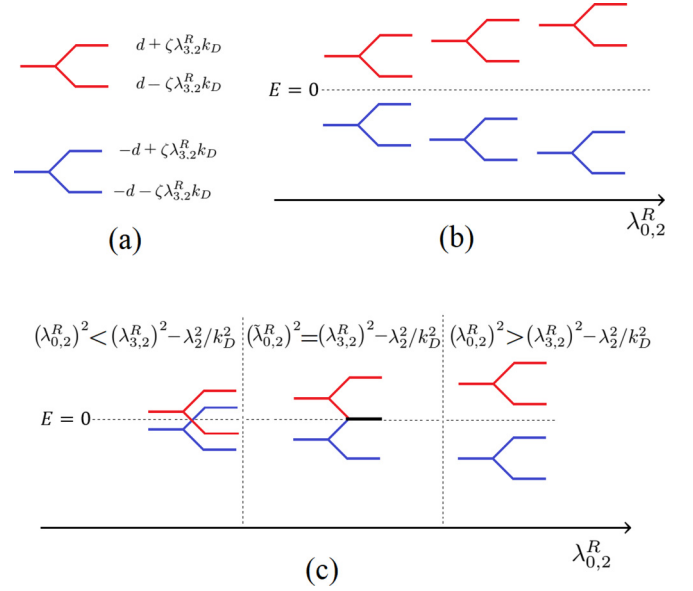 d + ζλ^R_{3.2}k_D
d − ζλ^R_{3.2}k_D
−d + ζλ^R_{3.2}k_D
−d − ζλ^R_{3.2}k_D
(a)
E = 0
λ^R_{0,2}
(b)
(λ^R_{0,2})^2 < (λ^R_{3,2})^2 − λ_2^2/k_D^2
(λ̃^R_{0,2})^2 = (λ^R_{3,2})^2 − λ_2^2/k_D^2
(λ^R_{0,2})^2 > (λ^R_{3,2})^2 − λ_2^2/k_D^2
E = 0
λ^R_{0,2}
(c)